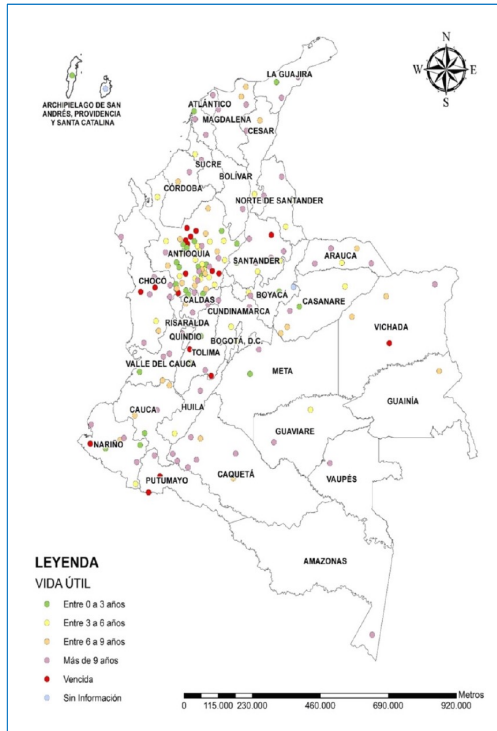 N
W E
S
LA GUAJIRA
ARCHIPIELAGO DE SAN
ANDRÉS, PROVIDENCIA
Y SANTA CATALINA
ATLÁNTICO
MAGDALENA
CESAR
SUCRE
BOLÍVAR
CÓRDOBA
NORTE DE SANTANDER
ANTIOQUIA
SANTANDER
ARAUCA
CHOCÓ
BOYACA
CASANARE
CALDAS
CUNDINAMARCA
RISARALDA
VICHADA
QUINDIO
BOGOTÁ, D.C.
TOLIMA
VALLE DEL CAUCA
META
GUAINÍA
CAUCA
HUILA
GUAVIARE
NARIÑO
CAQUETÁ
VAUPÉS
PUTUMAYO
AMAZONAS
LEYENDA
VIDA ÚTIL
Entre 0 a 3 años
Entre 3 a 6 años
Entre 6 a 9 años
Más de 9 años
Vencida
Sin Información
Metros
0 115.000 230.000 460.000 690.000 920.000